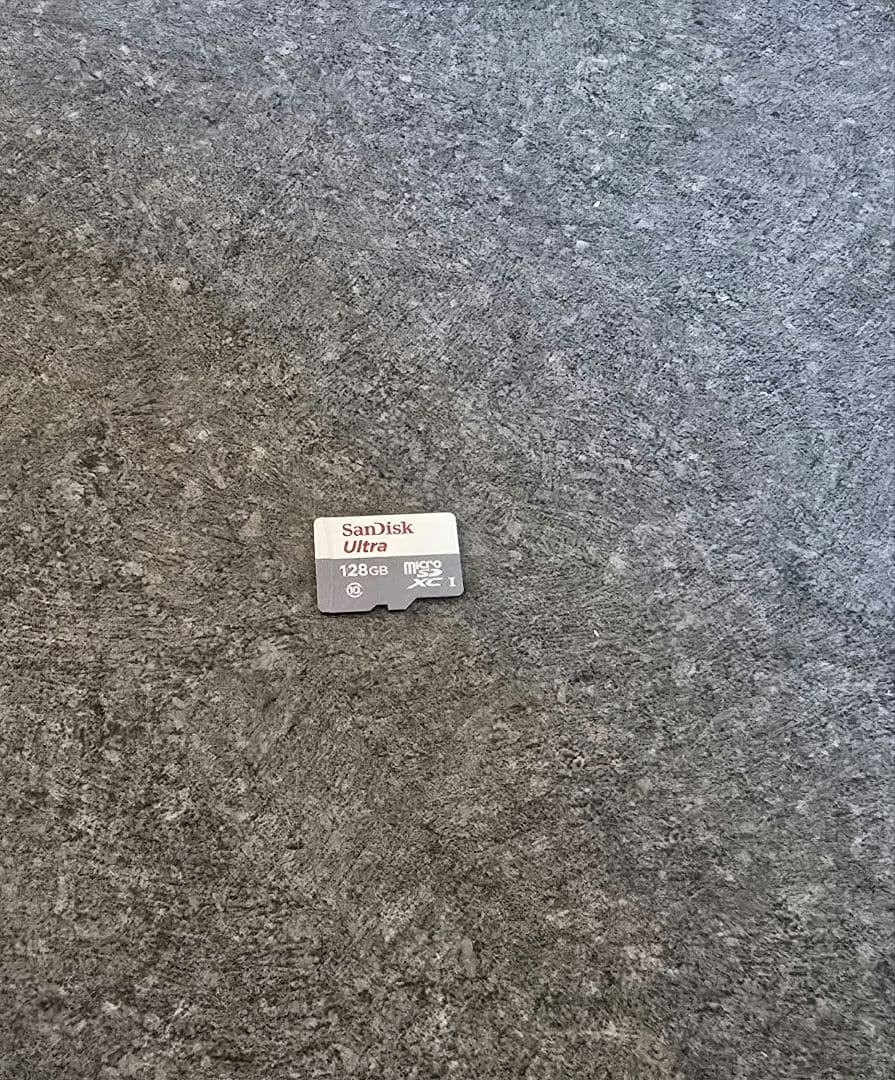 SanDisk
Ultra
128GB micro
SD
10 XC I